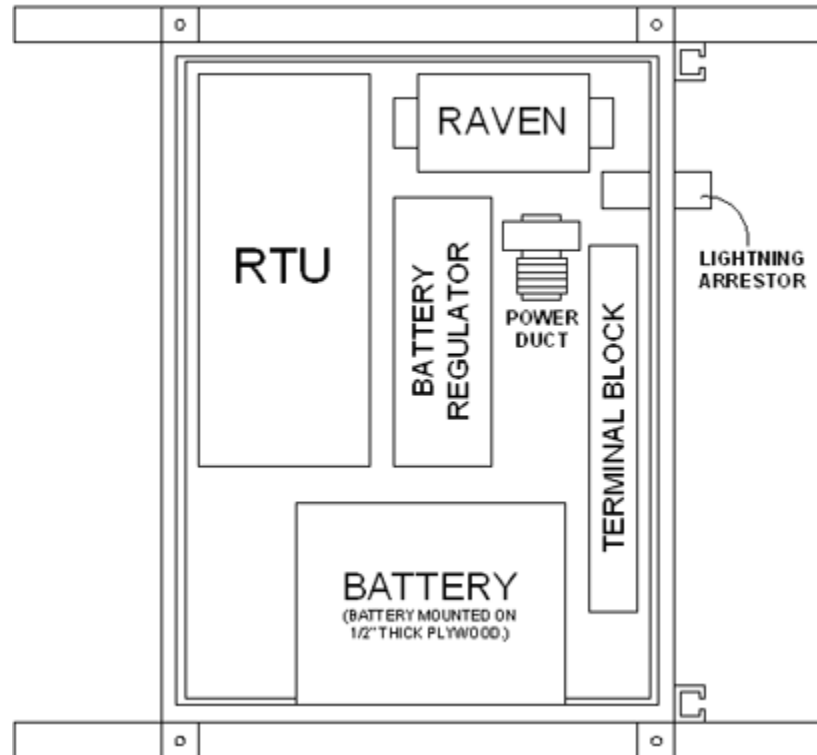 RAVEN
RTU
BATTERY
REGULATOR
POWER
DUCT
LIGHTNING
ARRESTOR
TERMINAL BLOCK
BATTERY
(BATTERY MOUNTED ON
1/2" THICK PLYWOOD.)